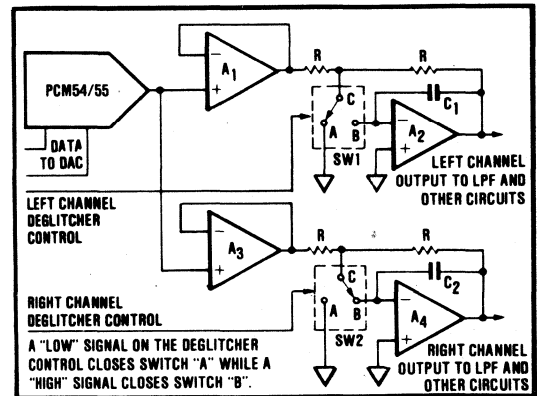 A1
R
R
PCM54/55
C
C1
A
B
A2
DATA
TO DAC
SW1
LEFT CHANNEL
OUTPUT TO LPF AND
OTHER CIRCUITS
LEFT CHANNEL
DEGLITCHER
CONTROL
A3
R
R
C
C2
A
B
A4
RIGHT CHANNEL
DEGLITCHER CONTROL
SW2
A "LOW" SIGNAL ON THE DEGLITCHER
CONTROL CLOSES SWITCH "A" WHILE A
"HIGH" SIGNAL CLOSES SWITCH "B".
RIGHT CHANNEL
OUTPUT TO LPF AND
OTHER CIRCUITS